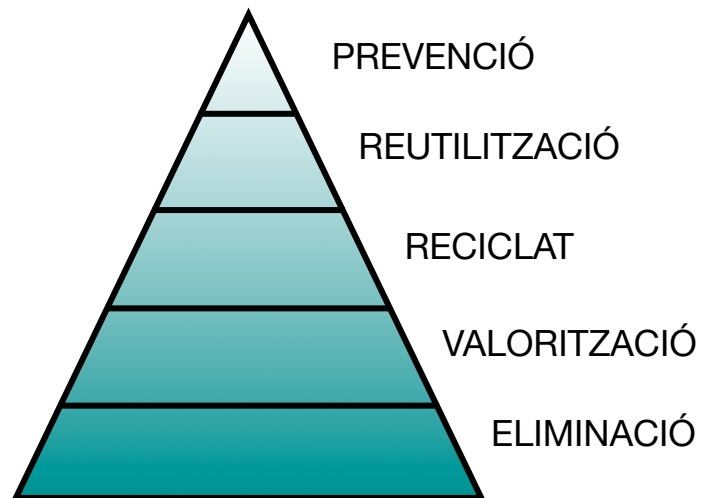 PREVENCIÓ
REUTILITZACIÓ
RECICLAT
VALORITZACIÓ
ELIMINACIÓ